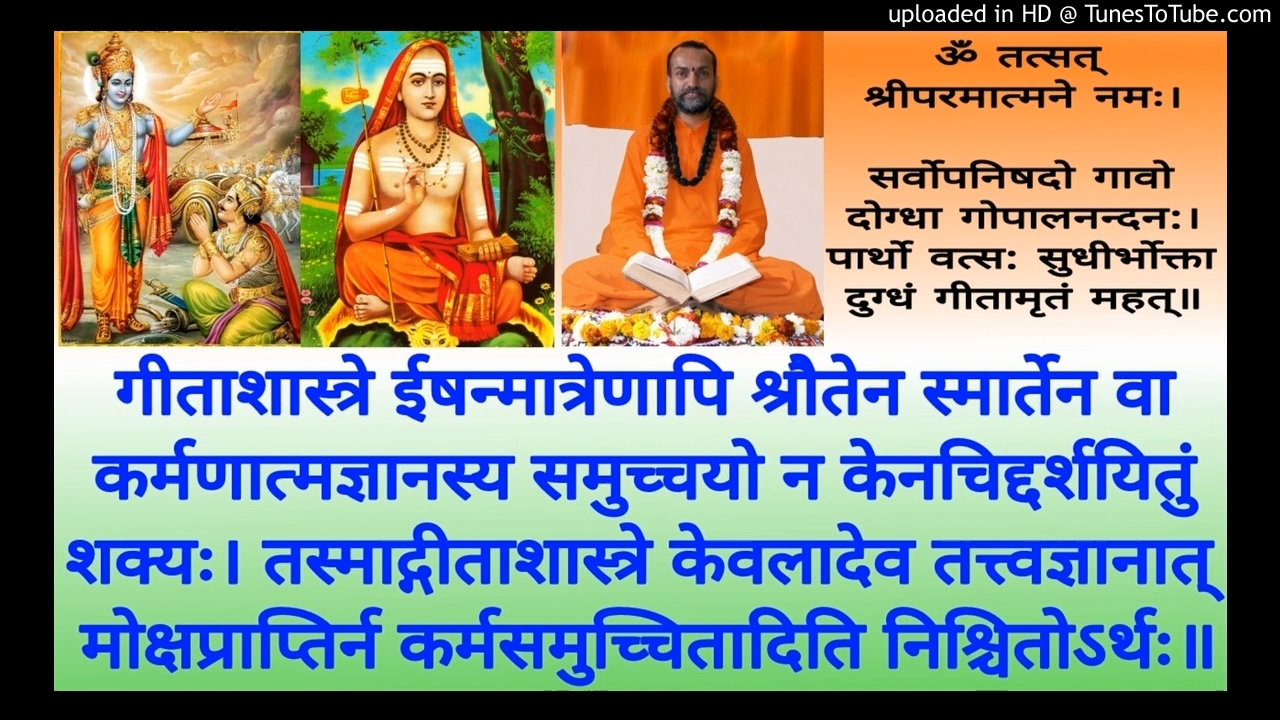 uploaded in HD @ TunesToTube.com
ॐ तत्सत्
श्रीपरमात्मने नमः।
सर्वोपनिषदो गावो
दोग्धा गोपालनन्दनः।
पार्थो वत्स: सुधीर्भोक्ता
दुग्धं गीतामृतं महत्॥
गीताशास्त्रे ईषन्मात्रेणापि श्रौतेन स्मार्तेन वा
कर्मणात्मज्ञानस्य समुच्चयो न केनचिद्दर्शयितुं
शक्यः। तस्माद्गीताशास्त्रे केवलादेव तत्त्वज्ञानात्
मोक्षप्राप्तिर्न कर्मसमुच्चितादिति निश्चितोऽर्थः॥